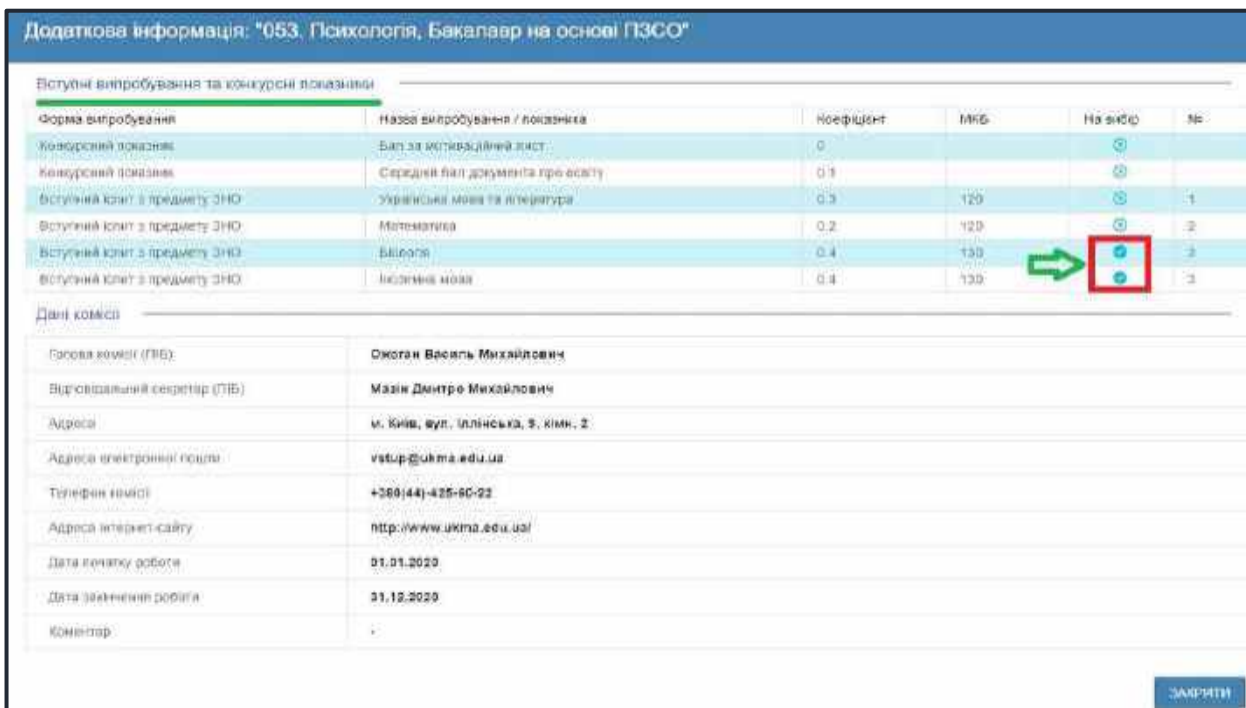 Додаткова інформація: "053. Психологія, Бакалавр на основі ПЗСО"
Вступні випробування та конкурсні показники
Форма випробування Назва випробування / показника Коефіцієнт МКБ На вибір №
Конкурсний показник Бал за мотиваційний лист 0
Конкурсний показник Середній бал документа про освіту 0.1
Вступний іспит з предмету ЗНО Українська мова та література 0.3 120 1
Вступний іспит з предмету ЗНО Математика 0.2 120 2
Вступний іспит з предмету ЗНО Біологія 0.4 130 3
Вступний іспит з предмету ЗНО Іноземна мова 0.4 130 3
Дані комісії
Голова комісії (ПІБ) Ожоган Василь Михайлович
Відповідальний секретар (ПІБ) Мазін Дмитро Михайлович
Адреса м. Київ, вул. Іллінська, 9, кімн. 2
Адреса електронної пошти vstup@ukma.edu.ua
Телефон комісії +380(44)-425-60-22
Адреса інтернет-сайту http://www.ukma.edu.ua/
Дата початку роботи 01.01.2020
Дата закінчення роботи 31.12.2020
Коментар -
ЗАКРИТИ